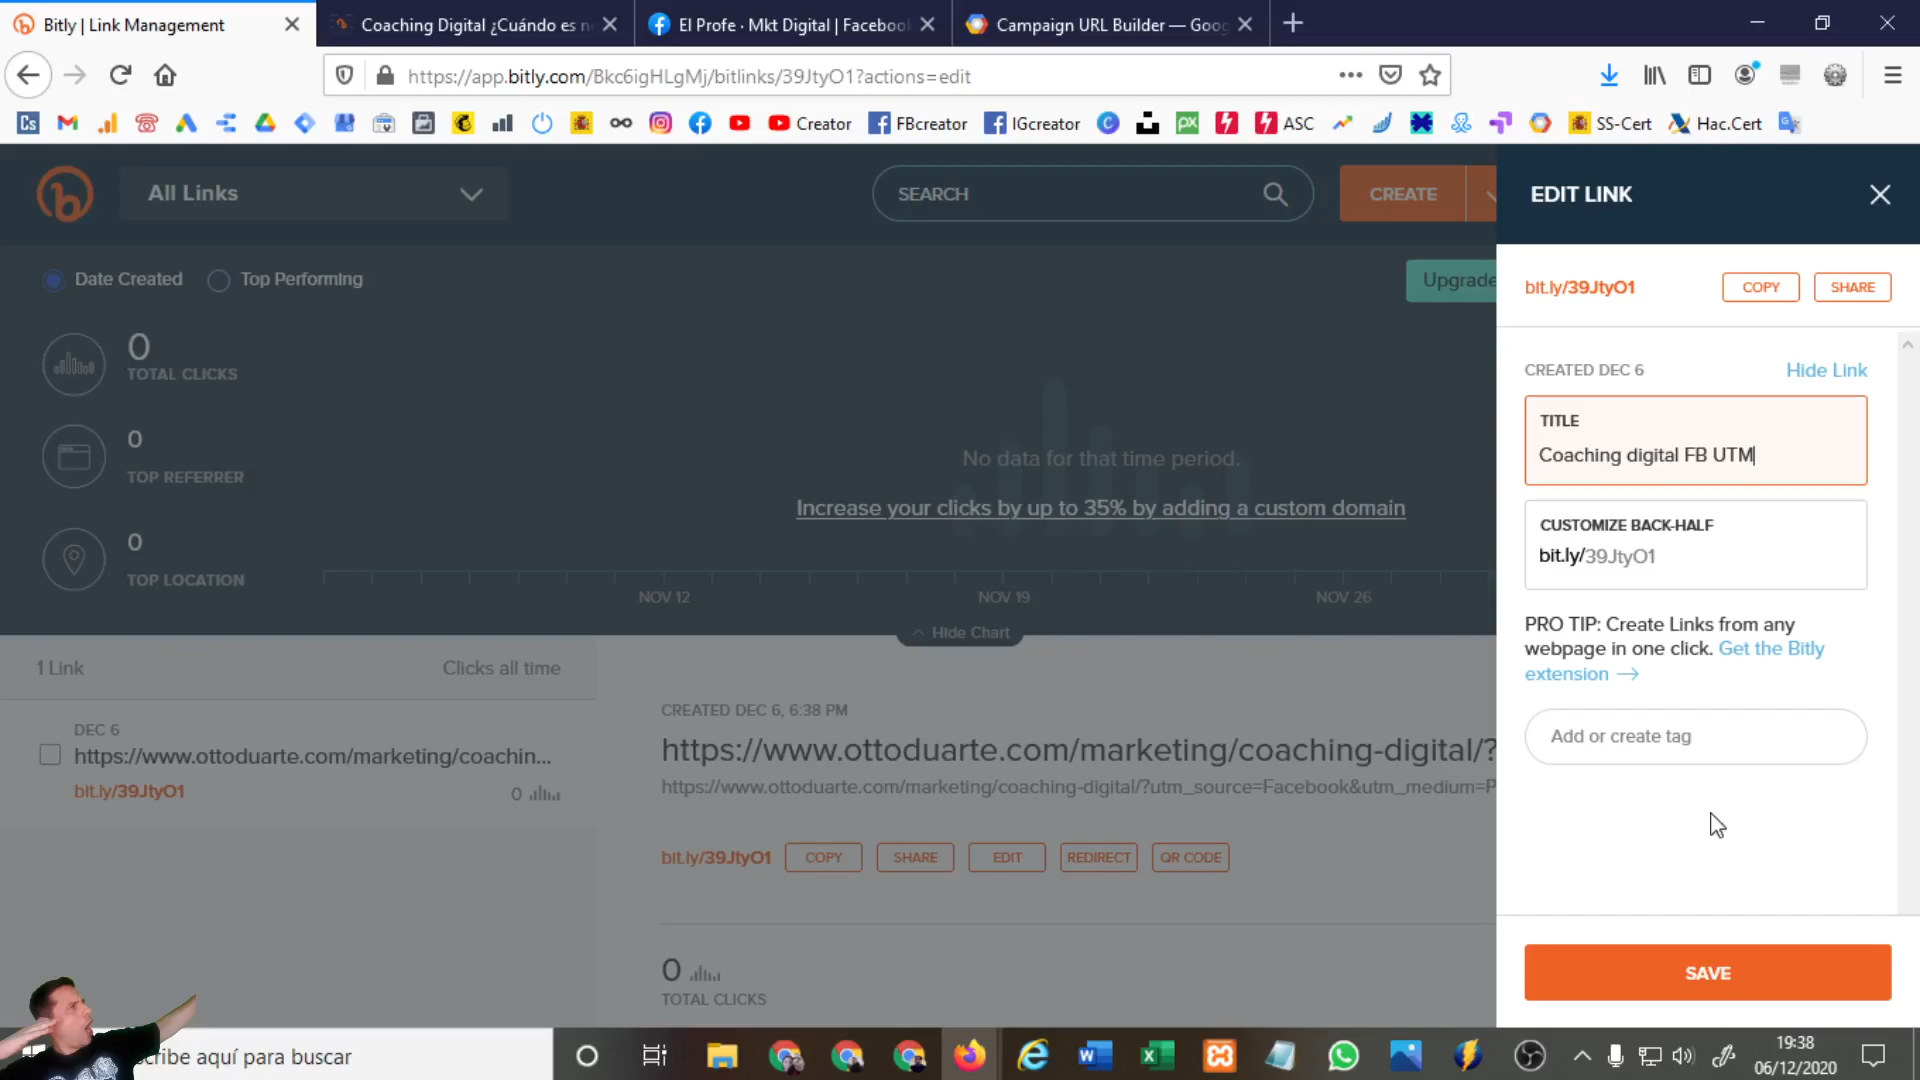 Bitly | Link Management
Coaching Digital ¿Cuándo es n
El Profe · Mkt Digital | Facebook
Campaign URL Builder — Goog
https://app.bitly.com/Bkc6igHLgMj/bitlinks/39JtyO1?actions=edit
Creator
FBcreator
IGcreator
ASC
SS-Cert
Hac.Cert
All Links
SEARCH
CREATE
EDIT LINK
Date Created
Top Performing
Upgrade
bit.ly/39JtyO1
COPY
SHARE
0
TOTAL CLICKS
0
TOP REFERRER
0
TOP LOCATION
No data for that time period.
Increase your clicks by up to 35% by adding a custom domain
NOV 12
NOV 19
NOV 26
Hide Chart
CREATED DEC 6
Hide Link
TITLE
Coaching digital FB UTM
CUSTOMIZE BACK-HALF
bit.ly/39JtyO1
PRO TIP: Create Links from any
webpage in one click. Get the Bitly
extension →
Add or create tag
SAVE
1 Link
Clicks all time
DEC 6
https://www.ottoduarte.com/marketing/coachin...
bit.ly/39JtyO1
0
CREATED DEC 6, 6:38 PM
https://www.ottoduarte.com/marketing/coaching-digital/?
https://www.ottoduarte.com/marketing/coaching-digital/?utm_source=Facebook&utm_medium=P
bit.ly/39JtyO1
COPY
SHARE
EDIT
REDIRECT
QR CODE
0
TOTAL CLICKS
cribe aquí para buscar
19:38
06/12/2020